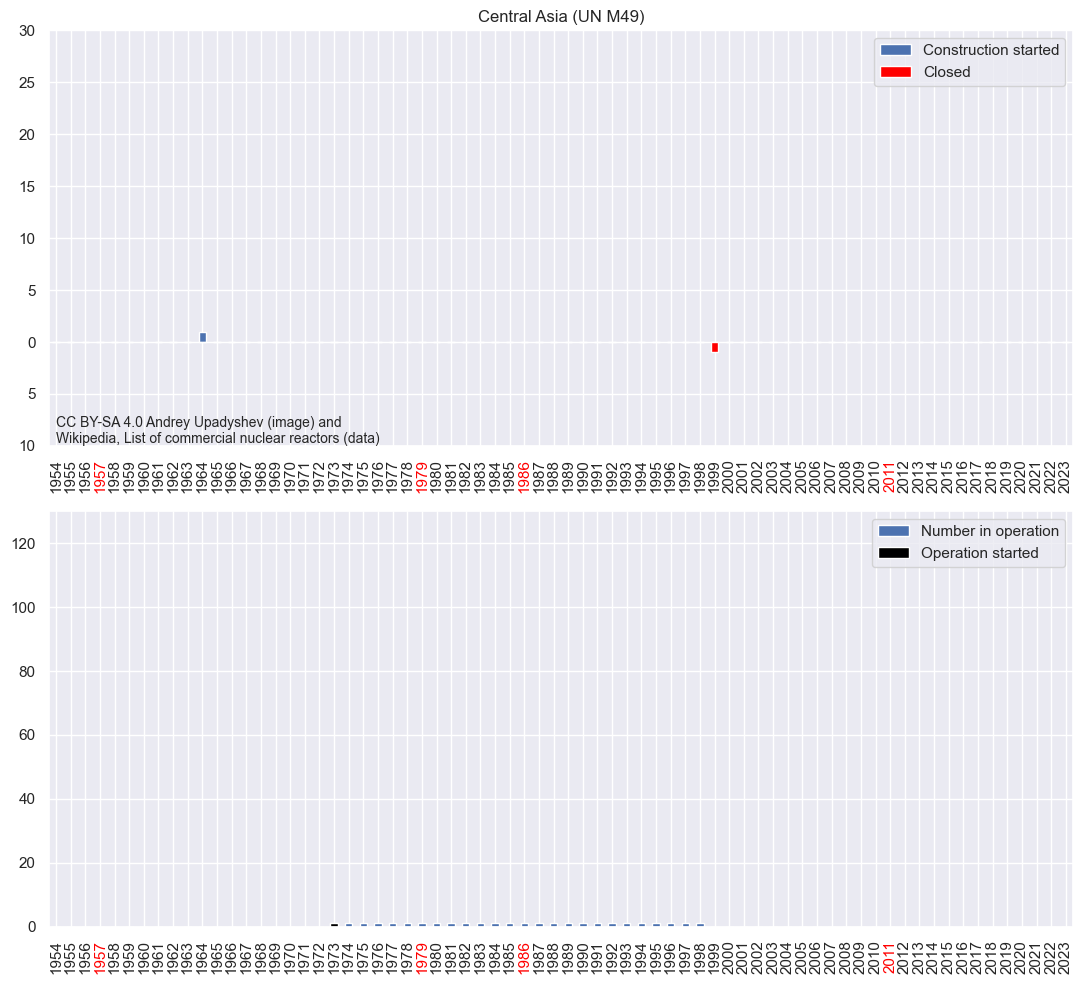 Central Asia (UN M49)
30
25
20
15
10
5
0
5
10
Construction started
Closed
CC BY-SA 4.0 Andrey Upadyshev (image) and
Wikipedia, List of commercial nuclear reactors (data)
1954 1955 1956 1957 1958 1959 1960 1961 1962 1963 1964 1965 1966 1967 1968 1969 1970 1971 1972 1973 1974 1975 1976 1977 1978 1979 1980 1981 1982 1983 1984 1985 1986 1987 1988 1989 1990 1991 1992 1993 1994 1995 1996 1997 1998 1999 2000 2001 2002 2003 2004 2005 2006 2007 2008 2009 2010 2011 2012 2013 2014 2015 2016 2017 2018 2019 2020 2021 2022 2023
120
100
80
60
40
20
0
Number in operation
Operation started
1954 1955 1956 1957 1958 1959 1960 1961 1962 1963 1964 1965 1966 1967 1968 1969 1970 1971 1972 1973 1974 1975 1976 1977 1978 1979 1980 1981 1982 1983 1984 1985 1986 1987 1988 1989 1990 1991 1992 1993 1994 1995 1996 1997 1998 1999 2000 2001 2002 2003 2004 2005 2006 2007 2008 2009 2010 2011 2012 2013 2014 2015 2016 2017 2018 2019 2020 2021 2022 2023